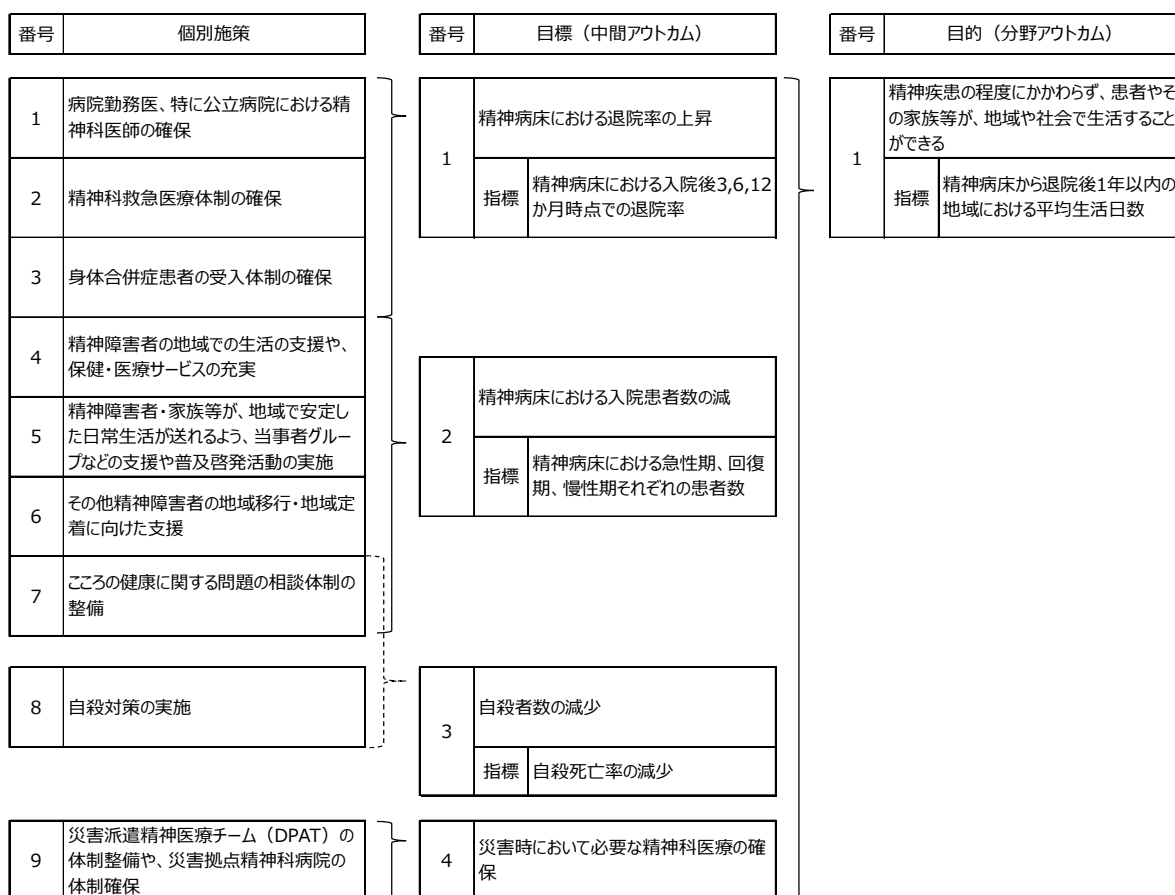 番号
個別施策
番号
目標（中間アウトカム）
番号
目的（分野アウトカム）
1
病院勤務医、特に公立病院における精
神科医師の確保
2
精神科救急医療体制の確保
3
身体合併症患者の受入体制の確保
4
精神障害者の地域での生活の支援や、
保健・医療サービスの充実
5
精神障害者・家族等が、地域で安定し
た日常生活が送れるよう、当事者グルー
プなどの支援や普及啓発活動の実施
6
その他精神障害者の地域移行・地域定
着に向けた支援
7
こころの健康に関する問題の相談体制の
整備
8
自殺対策の実施
9
災害派遣精神医療チーム（DPAT）の
体制整備や、災害拠点精神科病院の
体制確保
1
精神病床における退院率の上昇
指標
精神病床における入院後3,6,12
か月時点での退院率
2
精神病床における入院患者数の減
指標
精神病床における急性期、回復
期、慢性期それぞれの患者数
3
自殺者数の減少
指標
自殺死亡率の減少
4
災害時において必要な精神科医療の確
保
1
精神疾患の程度にかかわらず、患者やそ
の家族等が、地域や社会で生活すること
ができる
指標
精神病床から退院後1年以内の
地域における平均生活日数